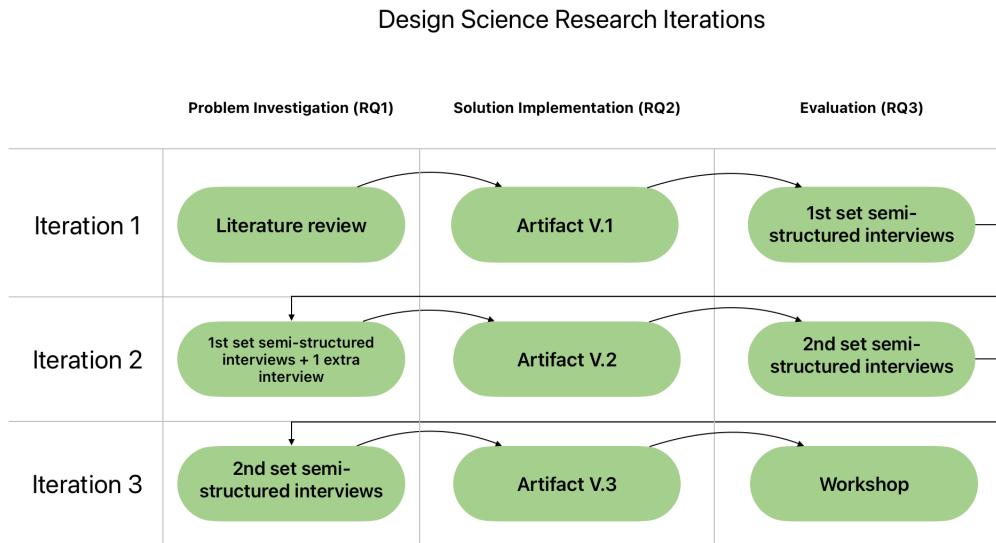 Design Science Research Iterations
Problem Investigation (RQ1)
Solution Implementation (RQ2)
Evaluation (RQ3)
Iteration 1
Literature review
Artifact V.1
1st set semi-
structured interviews
Iteration 2
1st set semi-structured
interviews + 1 extra
interview
Artifact V.2
2nd set semi-
structured interviews
Iteration 3
2nd set semi-
structured interviews
Artifact V.3
Workshop